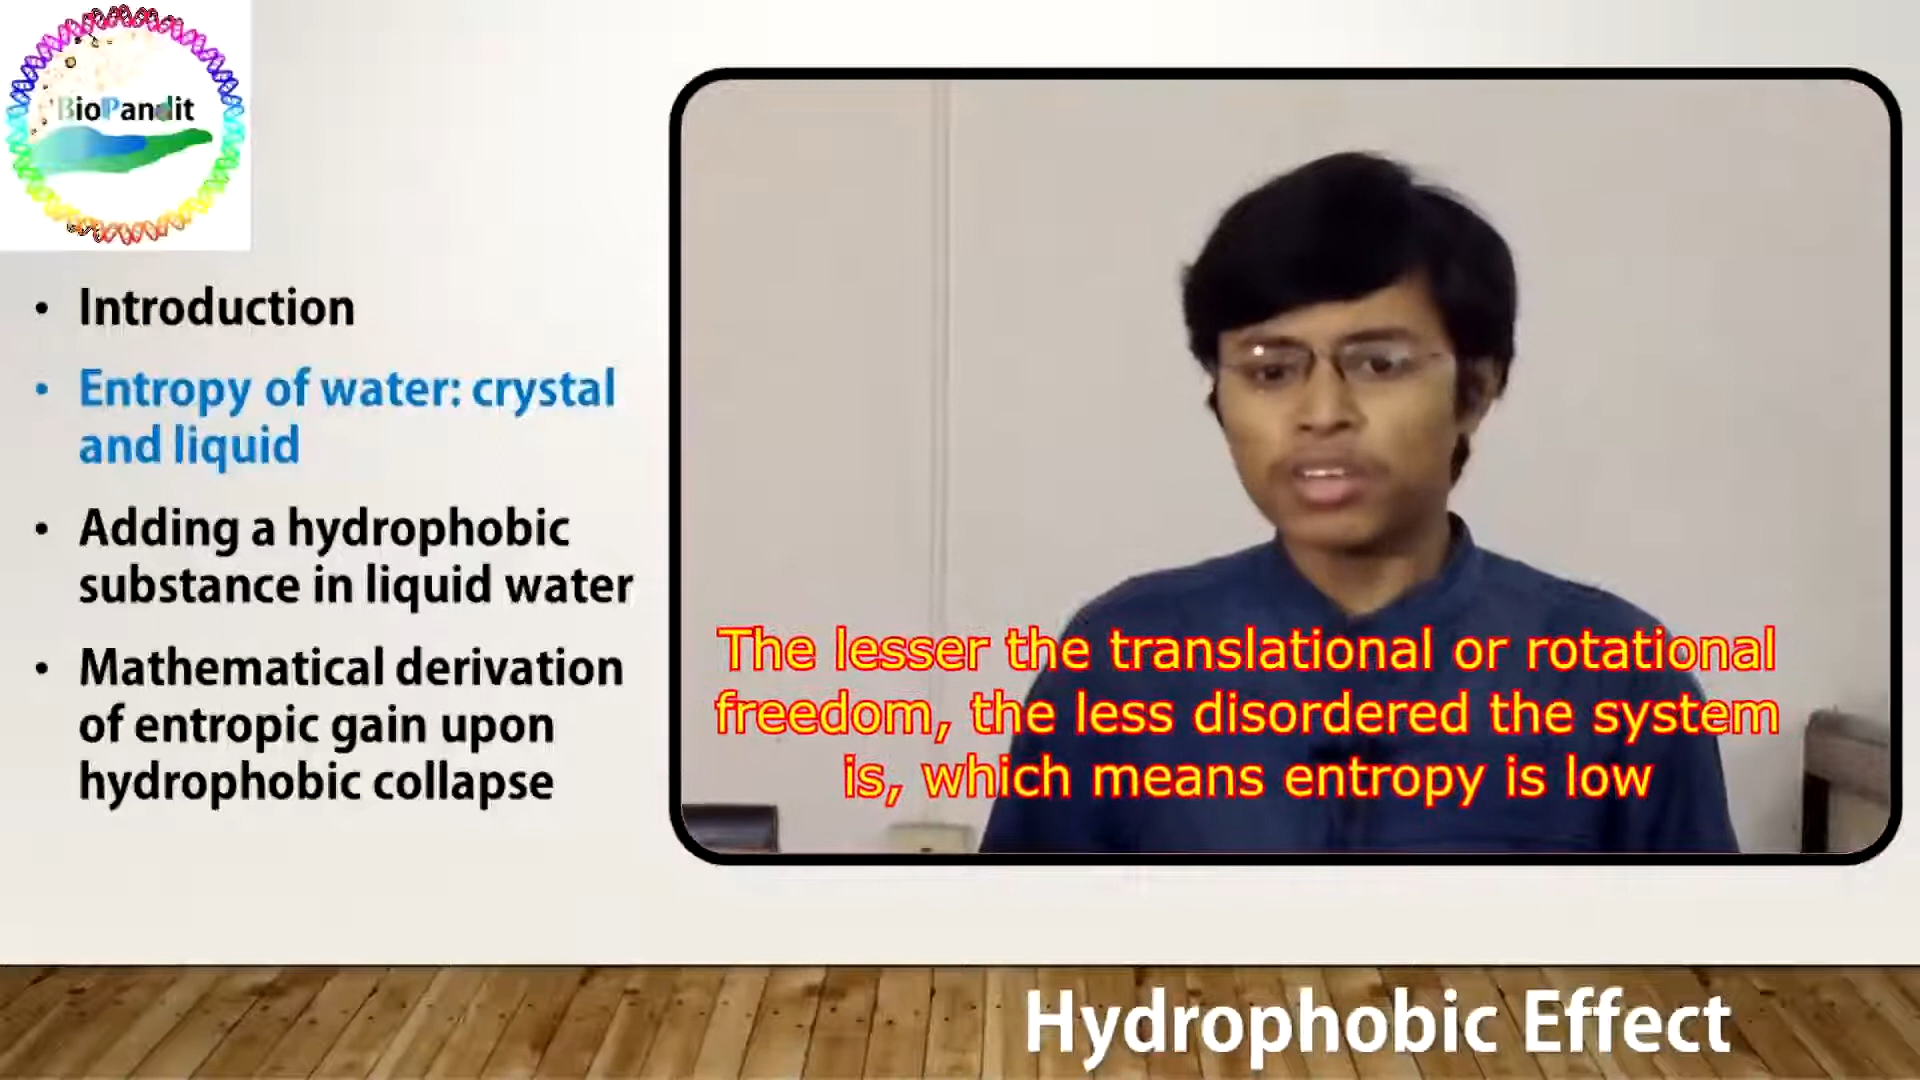 BioPandit
• Introduction
• Entropy of water: crystal
and liquid
• Adding a hydrophobic
substance in liquid water
• Mathematical derivation
of entropic gain upon
hydrophobic collapse
The lesser the translational or rotational
freedom, the less disordered the system
is, which means entropy is low
Hydrophobic Effect